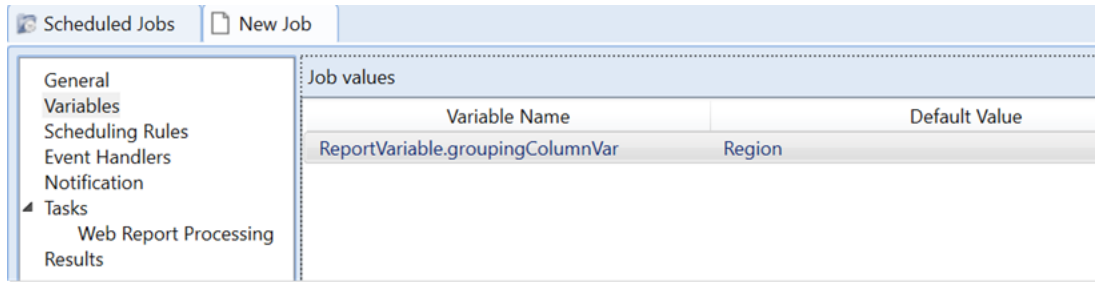 Scheduled Jobs New Job
General
Variables
Scheduling Rules
Event Handlers
Notification
Tasks
Web Report Processing
Results
Job values
Variable Name Default Value
ReportVariable.groupingColumnVar Region